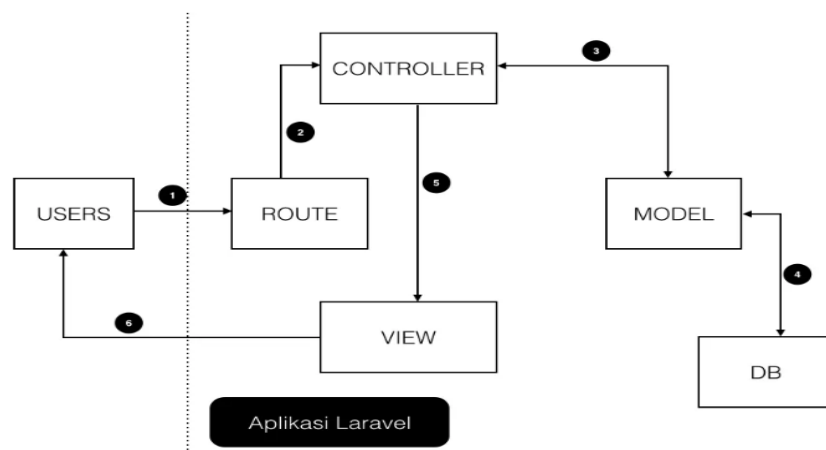 CONTROLLER
3
2
1
5
USERS
ROUTE
MODEL
4
6
VIEW
DB
Aplikasi Laravel